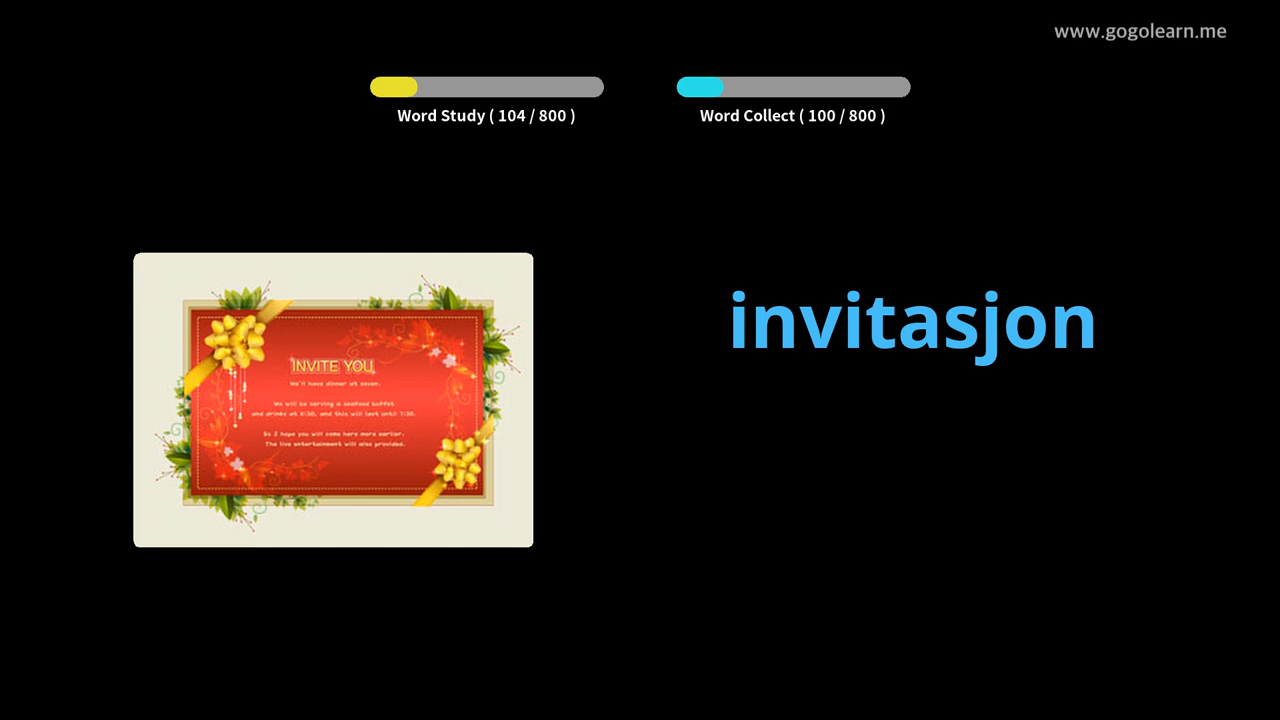 www.gogolearn.me
Word Study ( 104 / 800 )
Word Collect ( 100 / 800 )
invitasjon
INVITE YOU
We'll have dinner at seven.
We will be serving a seafood buffet
and drinks at 6:30, and this will last until 7:30.
So I hope you will come here more earlier.
The live entertainment will also provided.